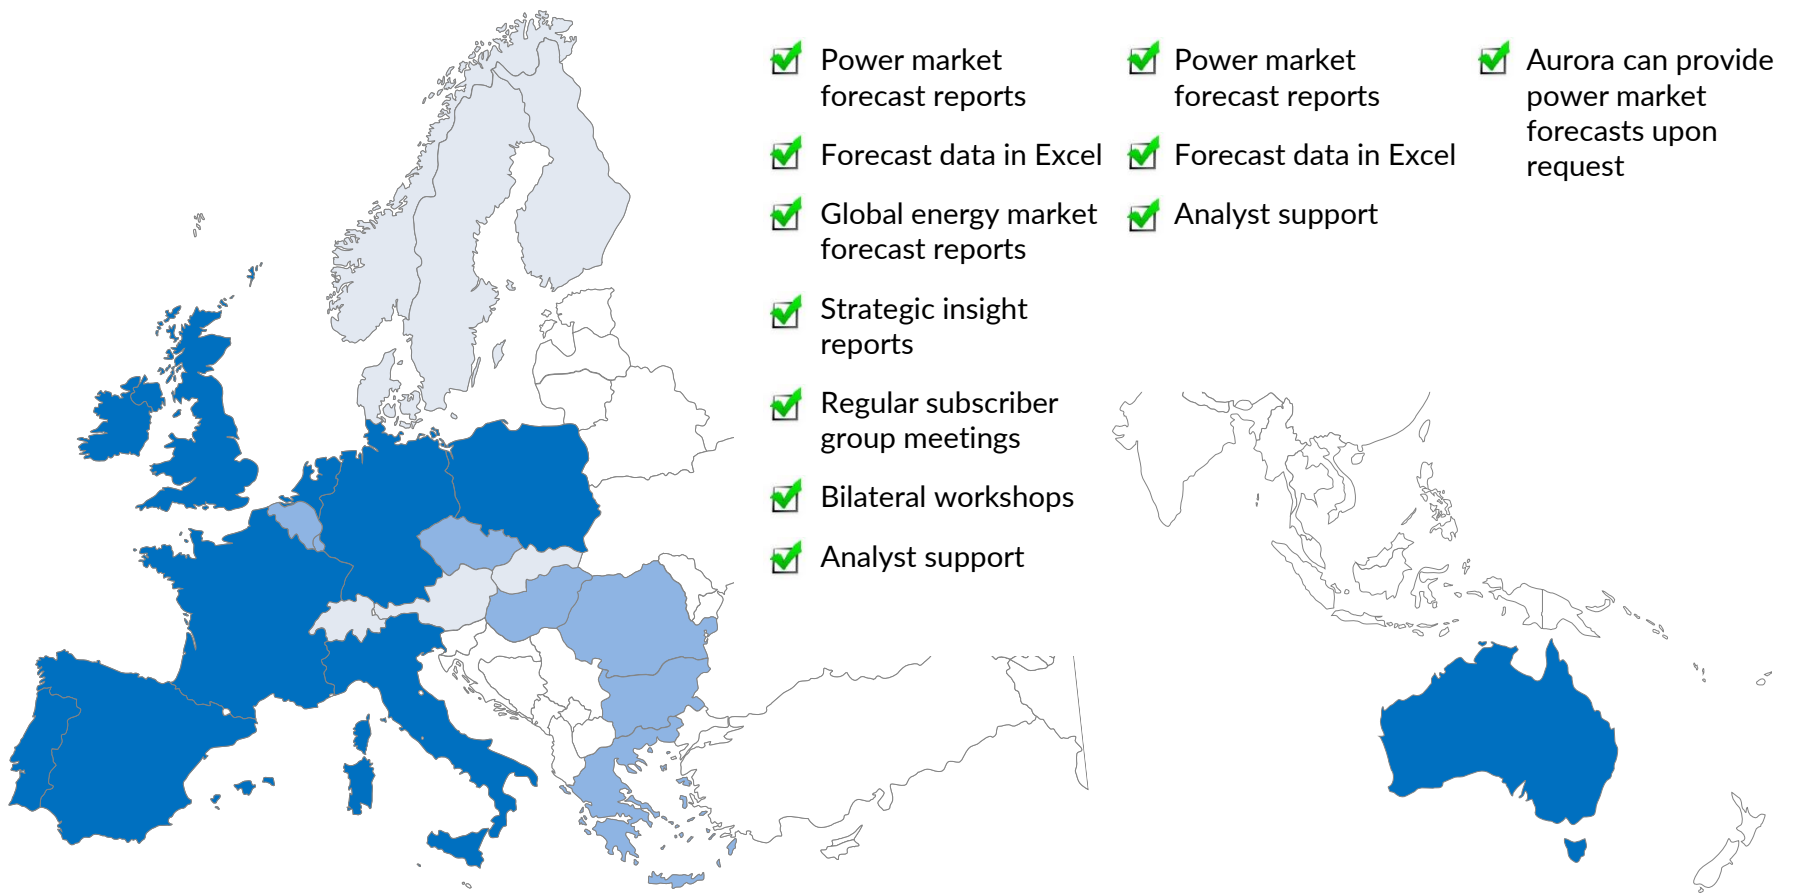 Power market
forecast reports
Forecast data in Excel
Global energy market
forecast reports
Strategic insight
reports
Regular subscriber
group meetings
Bilateral workshops
Analyst support
Power market
forecast reports
Forecast data in Excel
Analyst support
Aurora can provide
power market
forecasts upon
request